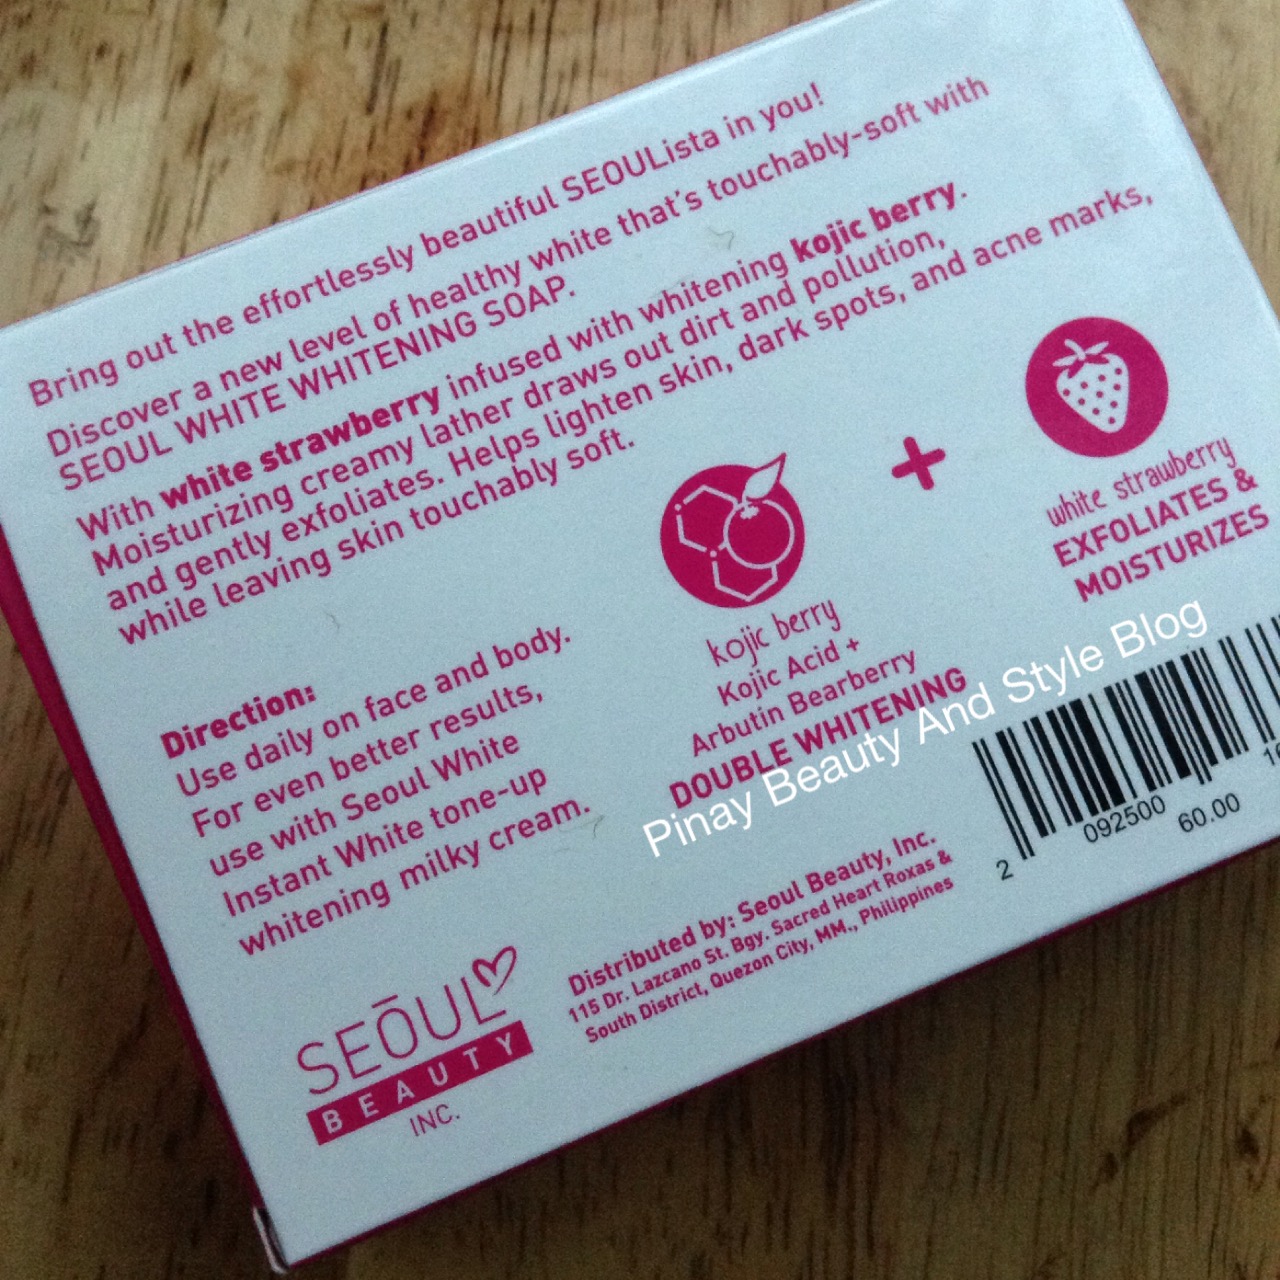 Bring out the effortlessly beautiful SEOULista in you!
Discover a new level of healthy white that's touchably-soft with
SEOUL WHITE WHITENING SOAP.
With white strawberry infused with whitening kojic berry.
Moisturizing creamy lather draws out dirt and pollution,
and gently exfoliates. Helps lighten skin, dark spots, and acne marks,
while leaving skin touchably soft.
Direction:
Use daily on face and body.
For even better results,
use with Seoul White
Instant White tone-up
whitening milky cream.
kojic berry
Kojic Acid +
Arbutin Bearberry
DOUBLE WHITENING
+
white strawberry
EXFOLIATES &
MOISTURIZES
Pinay Beauty And Style Blog
2 092500
60.00
SEŌUL
BEAUTY
INC.
Distributed by: Seoul Beauty, Inc.
115 Dr. Lazcano St. Bgy. Sacred Heart Roxas &
South District, Quezon City, MM., Philippines